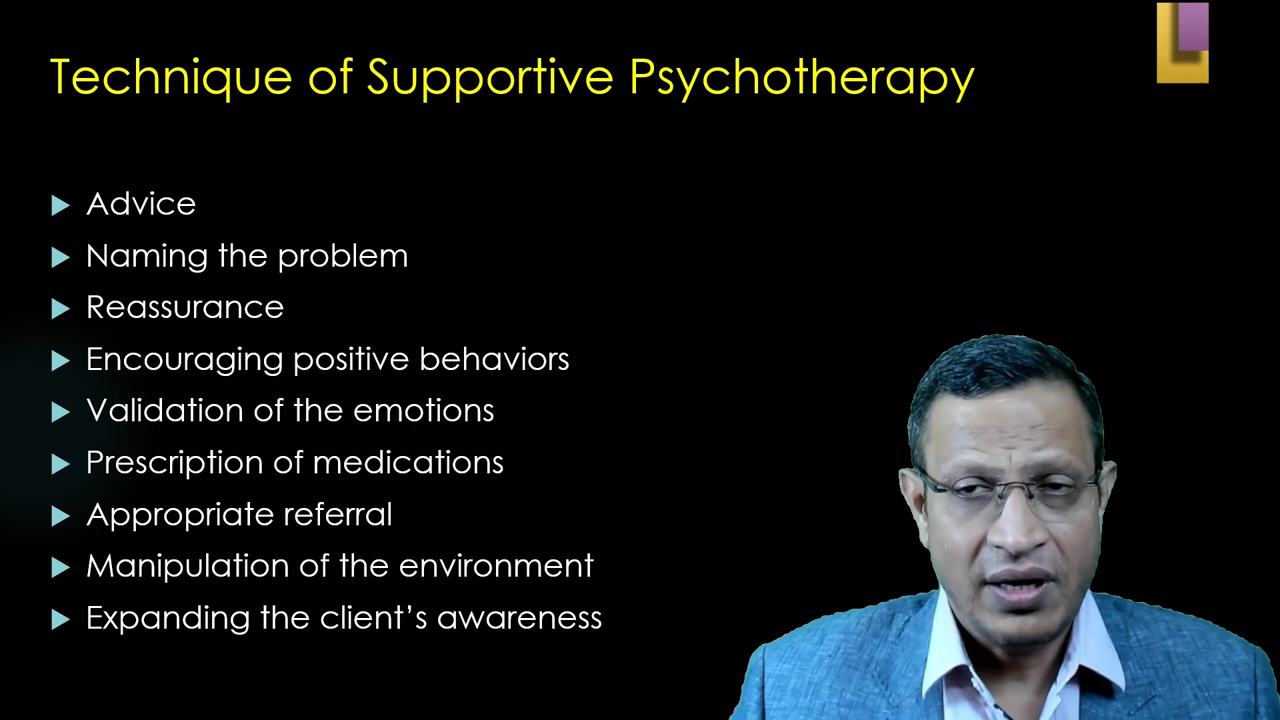 Technique of Supportive Psychotherapy
Advice
Naming the problem
Reassurance
Encouraging positive behaviors
Validation of the emotions
Prescription of medications
Appropriate referral
Manipulation of the environment
Expanding the client’s awareness